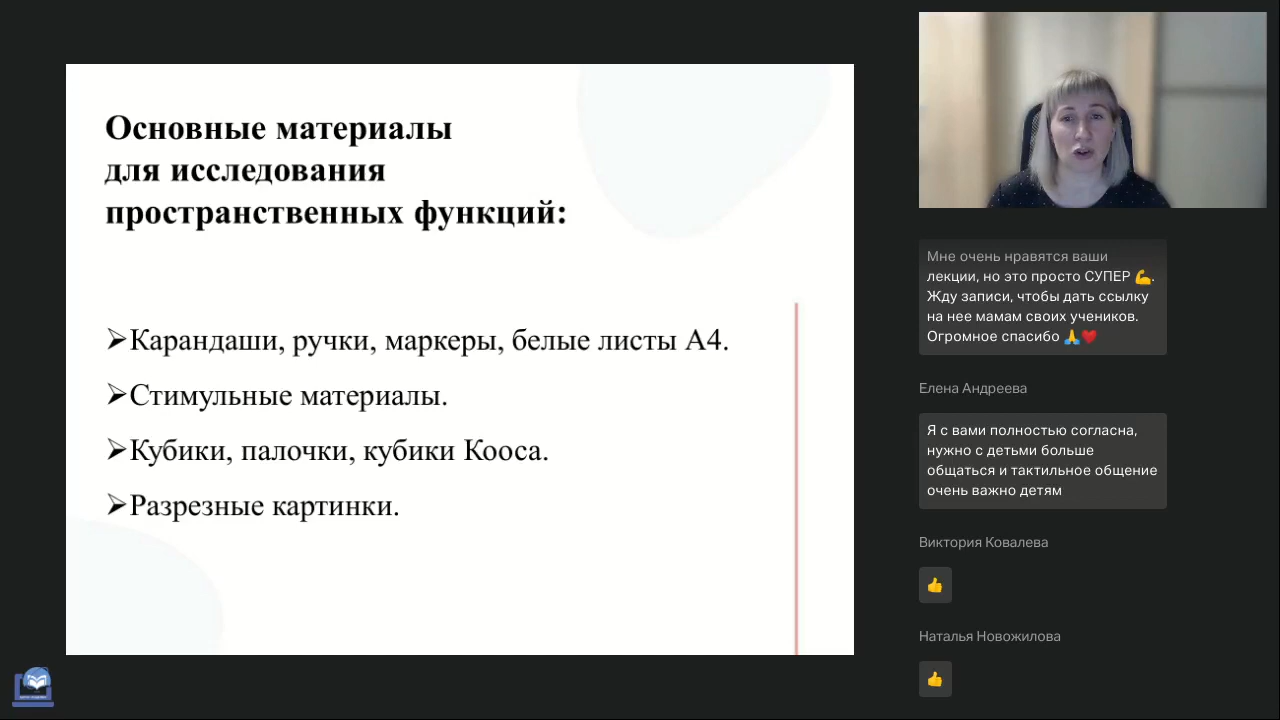 Основные материалы
для исследования
пространственных функций:
➢Карандаши, ручки, маркеры, белые листы А4.
➢Стимульные материалы.
➢Кубики, палочки, кубики Кооса.
➢Разрезные картинки.
Мне очень нравятся ваши
лекции, но это просто СУПЕР 💪.
Жду записи, чтобы дать ссылку
на нее мамам своих учеников.
Огромное спасибо 🙏❤️
Елена Андреева
Я с вами полностью согласна,
нужно с детьми больше
общаться и тактильное общение
очень важно детям
Виктория Ковалева
👍
Наталья Новожилова
👍